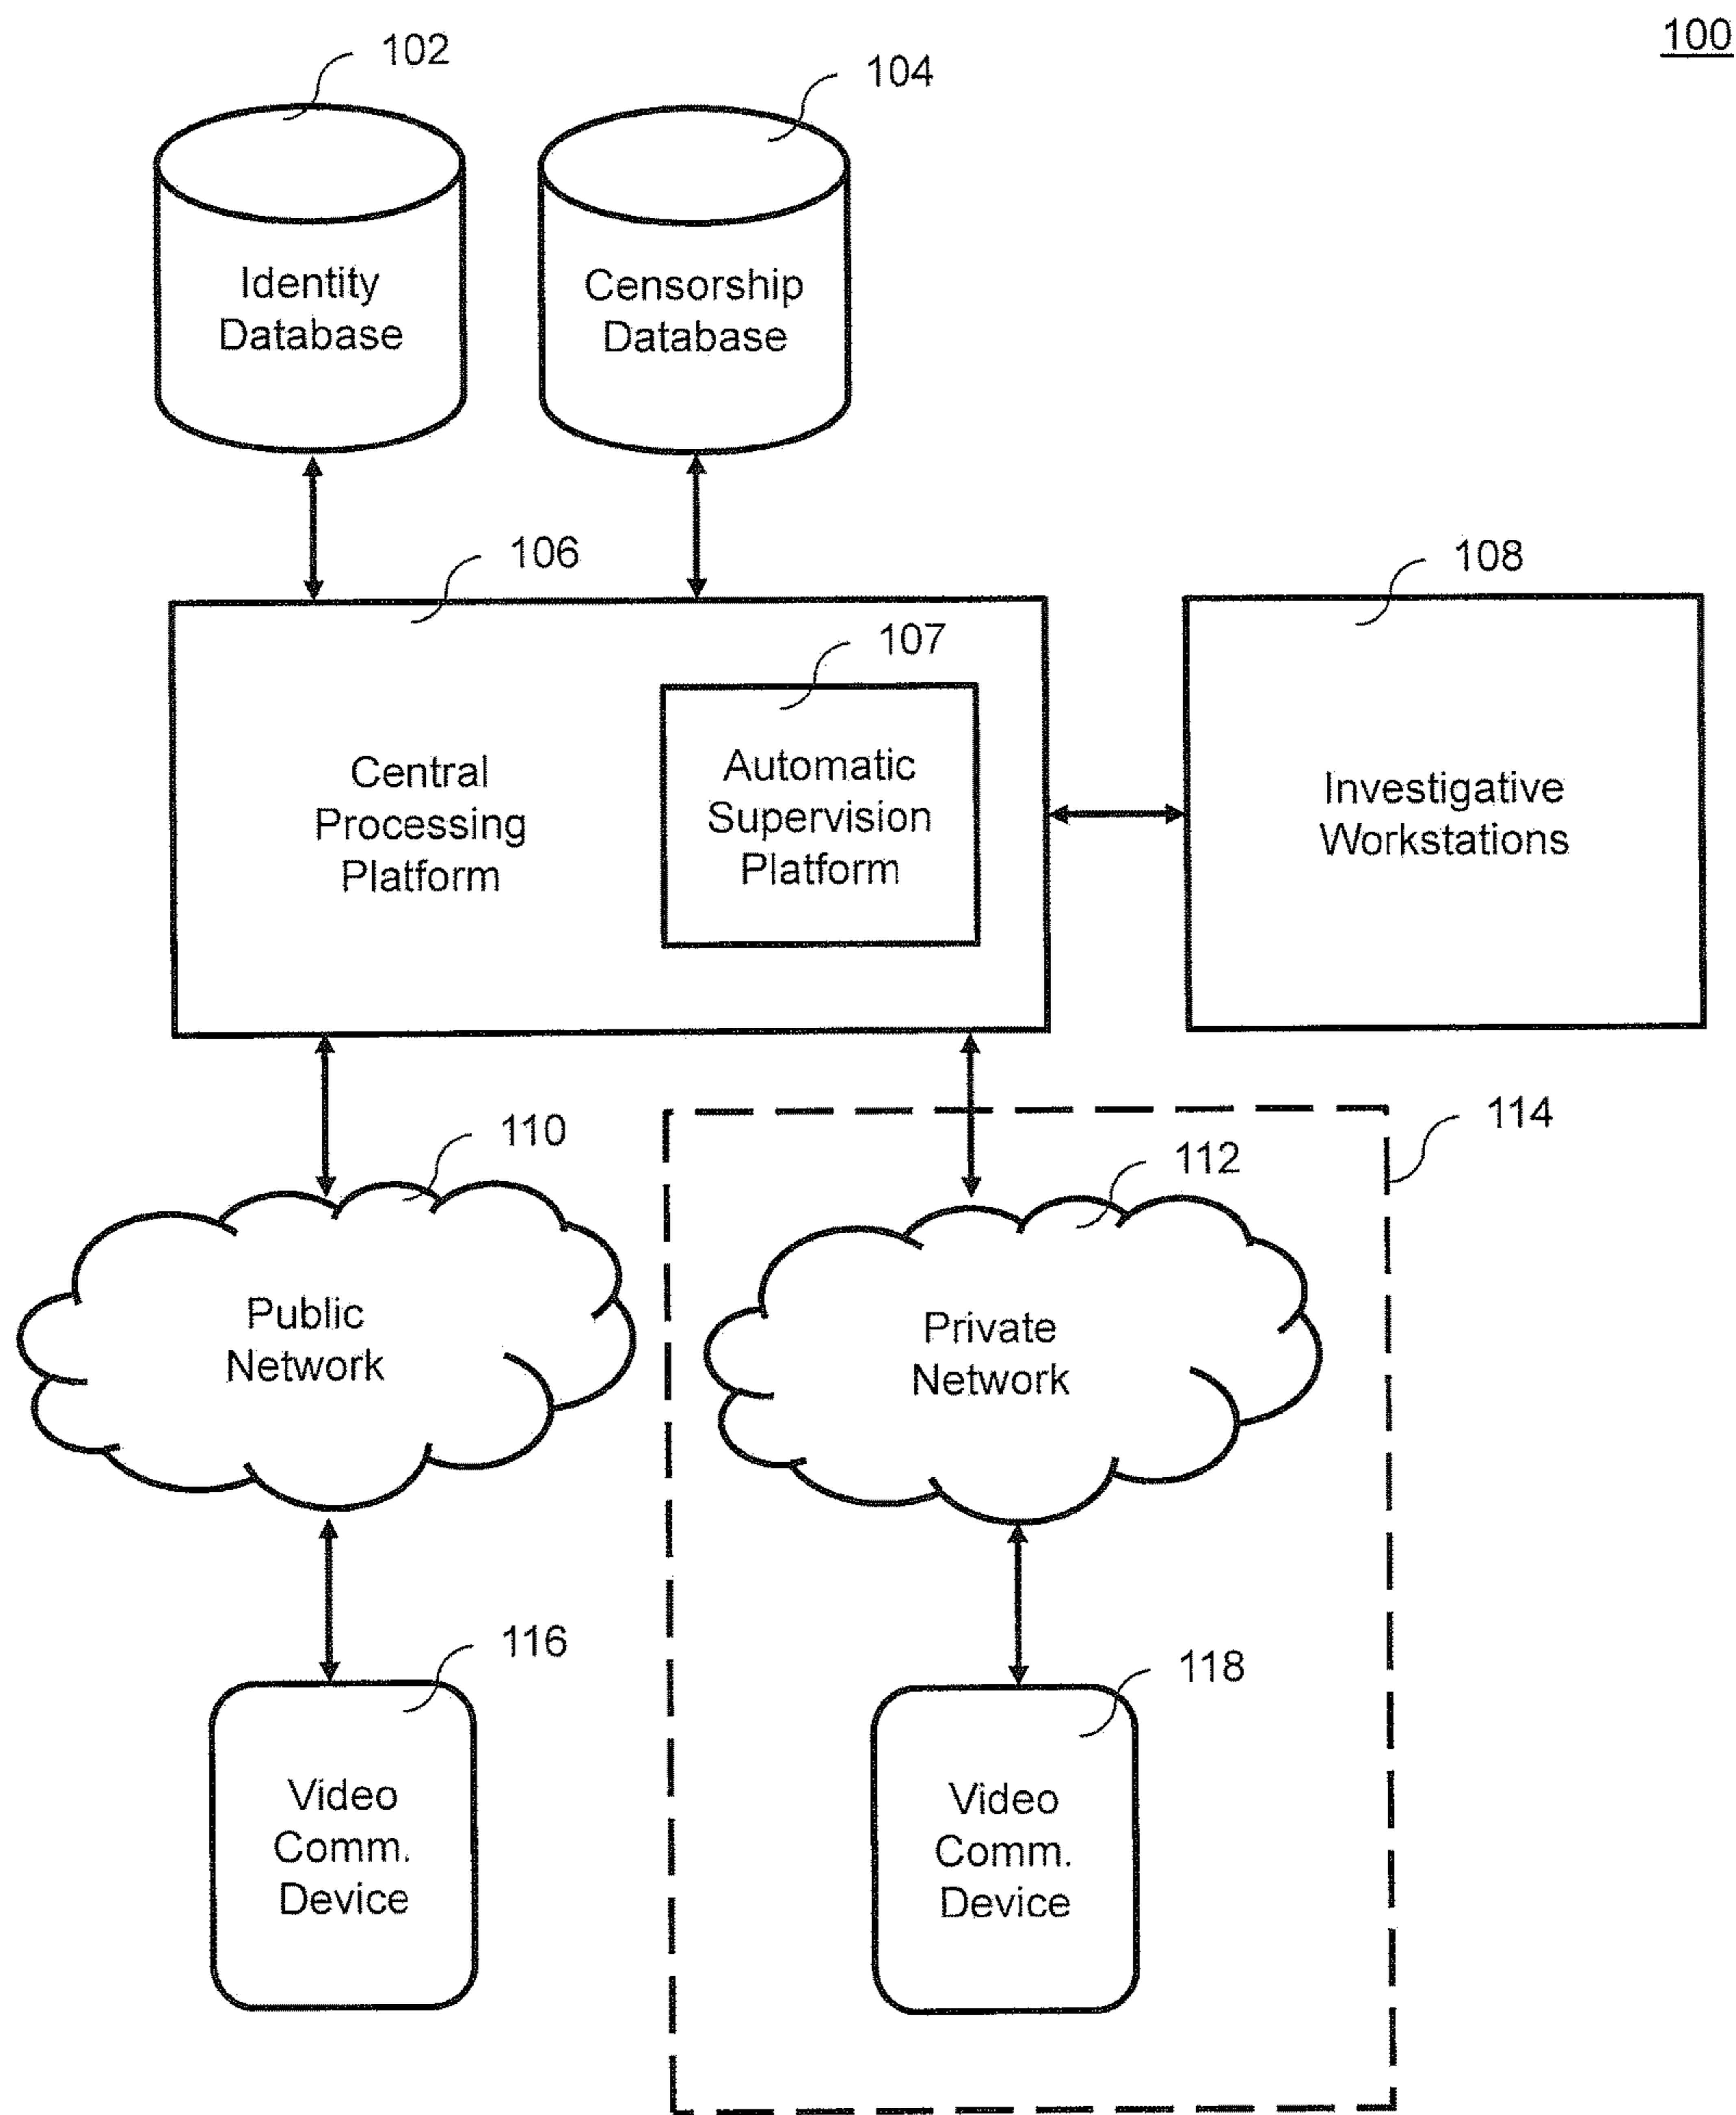 100
102
104
Identity
Database
Censorship
Database
106
108
107
Central
Processing
Platform
Automatic
Supervision
Platform
Investigative
Workstations
110
112
114
Public
Network
Private
Network
116
118
Video
Comm.
Device
Video
Comm.
Device